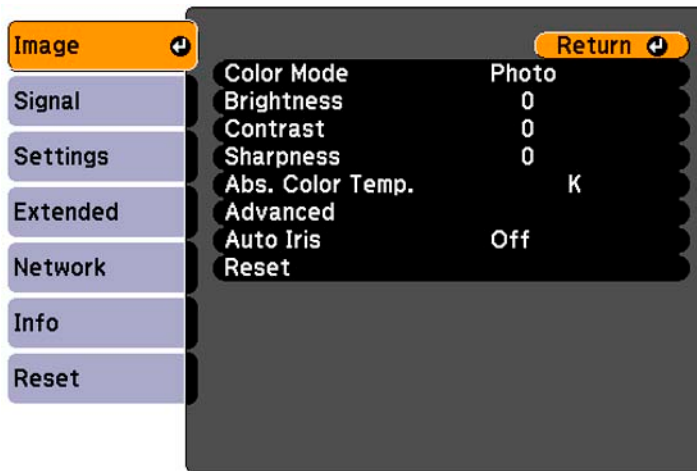 Image
Signal
Settings
Extended
Network
Info
Reset
Return
Color Mode Photo
Brightness 0
Contrast 0
Sharpness 0
Abs. Color Temp. K
Advanced
Auto Iris Off
Reset